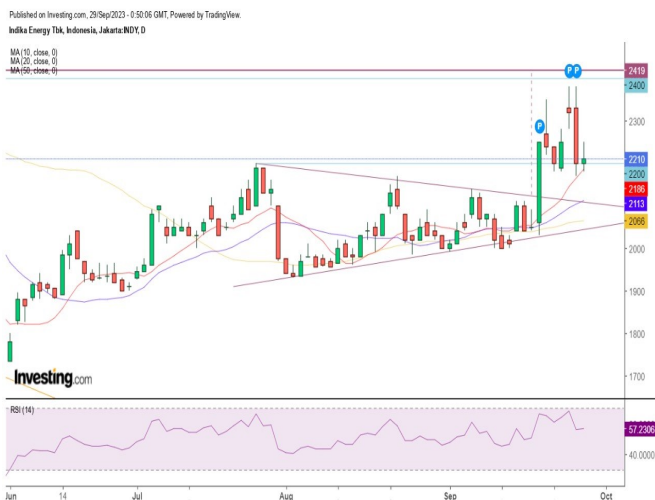 Published on Investing.com, 29/Sep/2023 - 0:50:06 GMT, Powered by TradingView.
Indika Energy Tbk, Indonesia, Jakarta:INDY, D
MA (10, close, 0)
MA (20, close, 0)
MA (50, close, 0)
P P
P
2419
2400
2300
2210
2200
2186
2113
2066
2000
1900
1800
1700
Investing.com
RSI (14)
57.2306
40.0000
Jun 14 Jul Aug Sep Oct